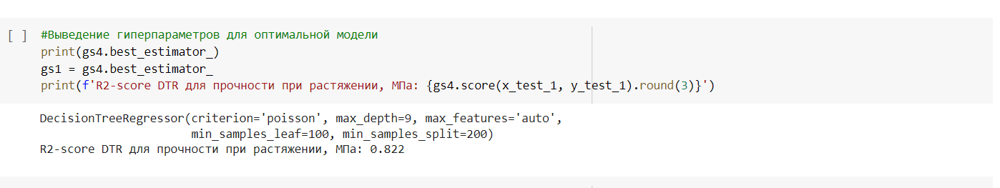 [ ] #Выведение гиперпараметров для оптимальной модели
print(gs4.best_estimator_)
gs1 = gs4.best_estimator_
print(f'R2-score DTR для прочности при растяжении, МПа: {gs4.score(x_test_1, y_test_1).round(3)}')
DecisionTreeRegressor(criterion='poisson', max_depth=9, max_features='auto',
min_samples_leaf=100, min_samples_split=200)
R2-score DTR для прочности при растяжении, МПа: 0.822